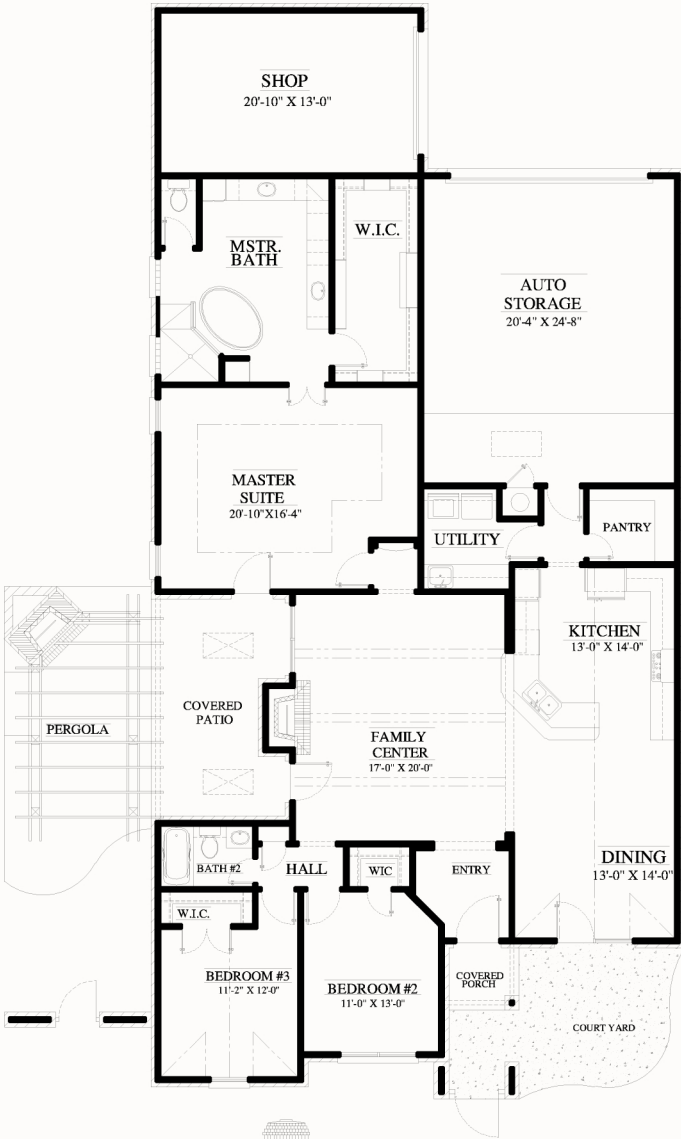 SHOP
20'-10" X 13'-0"
MSTR.
BATH
W.I.C.
AUTO
STORAGE
20'-4" X 24'-8"
MASTER
SUITE
20'-10"X16'-4"
UTILITY
PANTRY
KITCHEN
13'-0" X 14'-0"
COVERED
PATIO
PERGOLA
FAMILY
CENTER
17'-0" X 20'-0"
BATH #2
HALL
WIC
ENTRY
DINING
13'-0" X 14'-0"
W.I.C.
BEDROOM #3
11'-2" X 12'-0"
BEDROOM #2
11'-0" X 13'-0"
COVERED
PORCH
COURT YARD